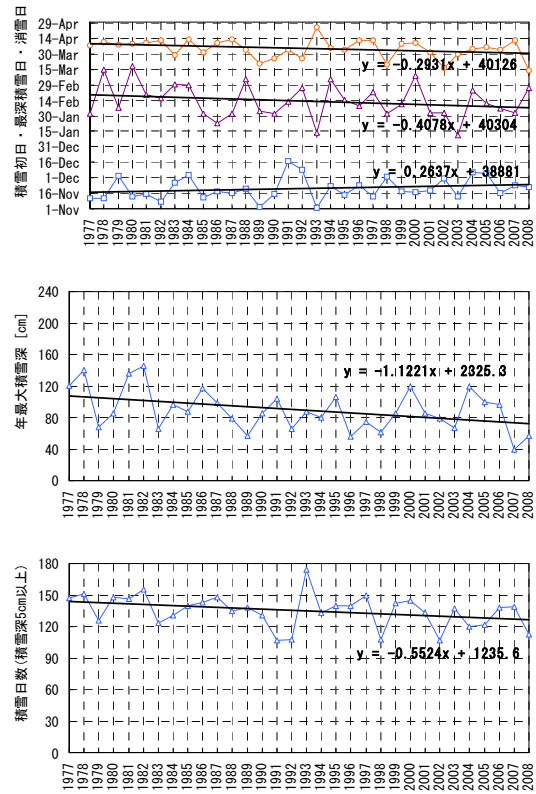 積雪初日・最深積雪日・消雪日
29-Apr
14-Apr
30-Mar
15-Mar
29-Feb
14-Feb
30-Jan
15-Jan
31-Dec
16-Dec
1-Dec
16-Nov
1-Nov
y = -0.2931x + 40126
y = -0.4078x + 40304
y = 0.2637x + 38881
1977 1978 1979 1980 1981 1982 1983 1984 1985 1986 1987 1988 1989 1990 1991 1992 1993 1994 1995 1996 1997 1998 1999 2000 2001 2002 2003 2004 2005 2006 2007 2008
年最大積雪深 [cm]
240
200
160
120
80
40
0
y = -1.1221x + 2325.3
1977 1978 1979 1980 1981 1982 1983 1984 1985 1986 1987 1988 1989 1990 1991 1992 1993 1994 1995 1996 1997 1998 1999 2000 2001 2002 2003 2004 2005 2006 2007 2008
積雪日数(積雪深5cm以上)
180
150
120
90
60
30
0
y = -0.5524x + 1235.6
1977 1978 1979 1980 1981 1982 1983 1984 1985 1986 1987 1988 1989 1990 1991 1992 1993 1994 1995 1996 1997 1998 1999 2000 2001 2002 2003 2004 2005 2006 2007 2008